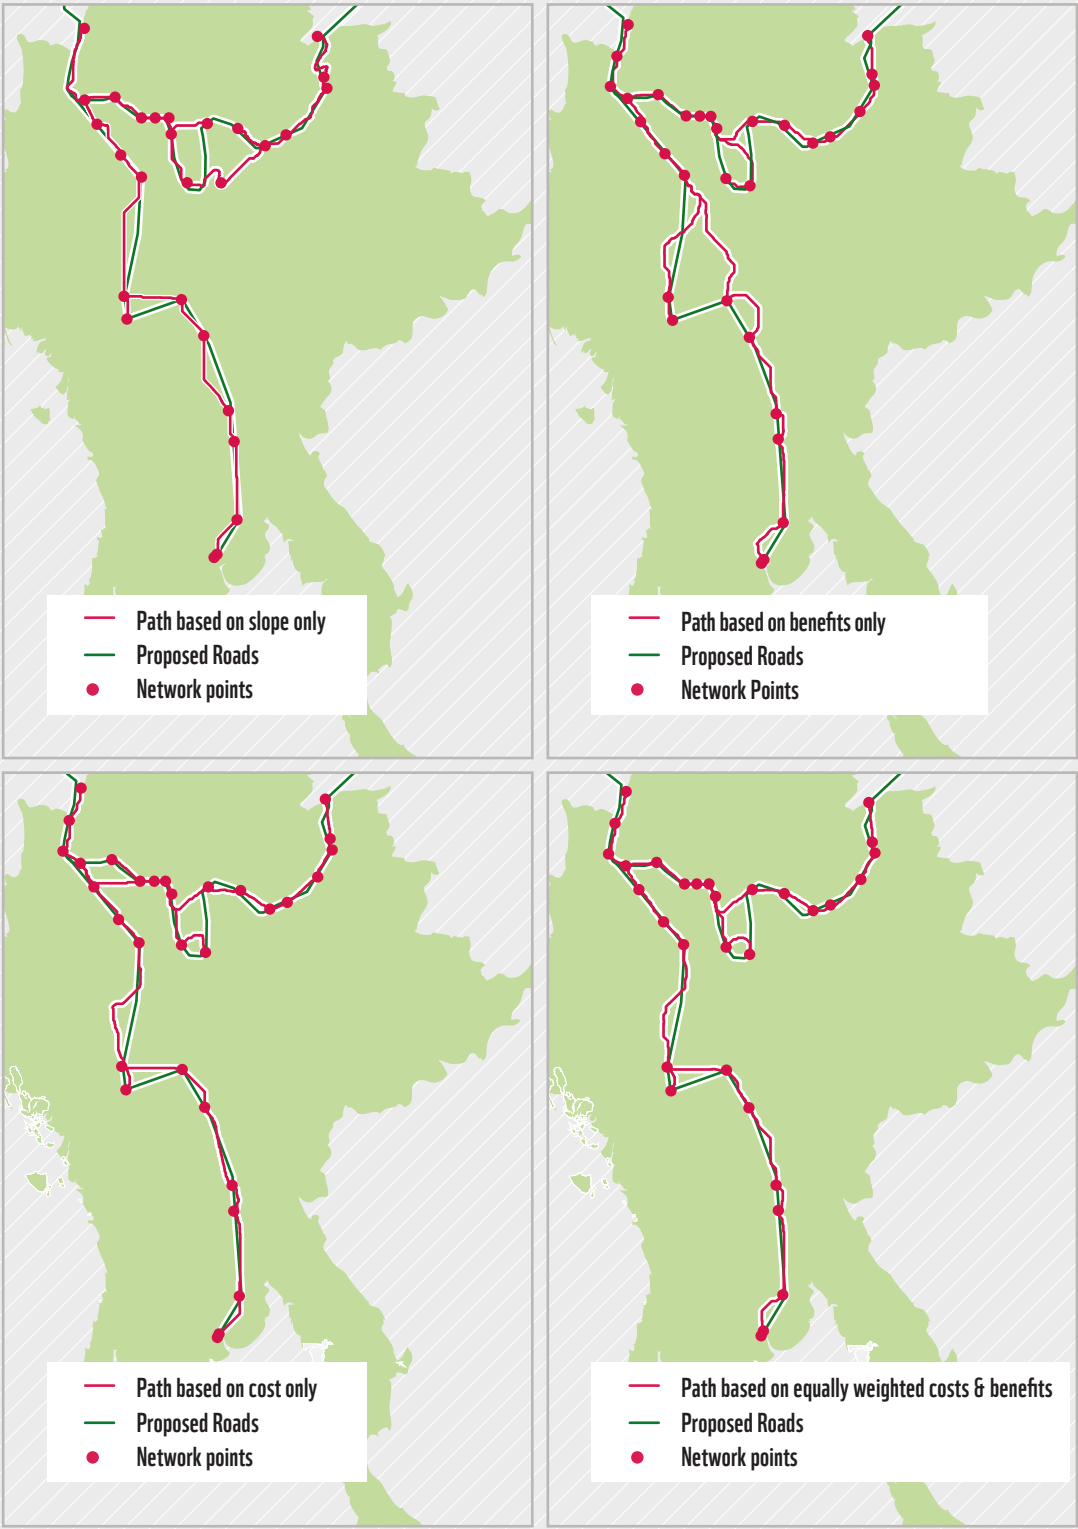 Path based on slope only
Proposed Roads
Network points
Path based on benefits only
Proposed Roads
Network Points
Path based on cost only
Proposed Roads
Network points
Path based on equally weighted costs & benefits
Proposed Roads
Network points